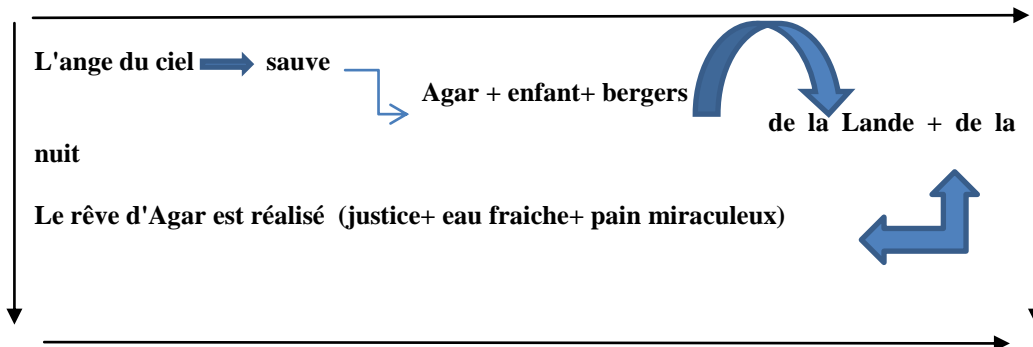 L'ange du ciel sauve
Agar + enfant+ bergers
de la Lande + de la
nuit
Le rêve d'Agar est réalisé (justice+ eau fraiche+ pain miraculeux)